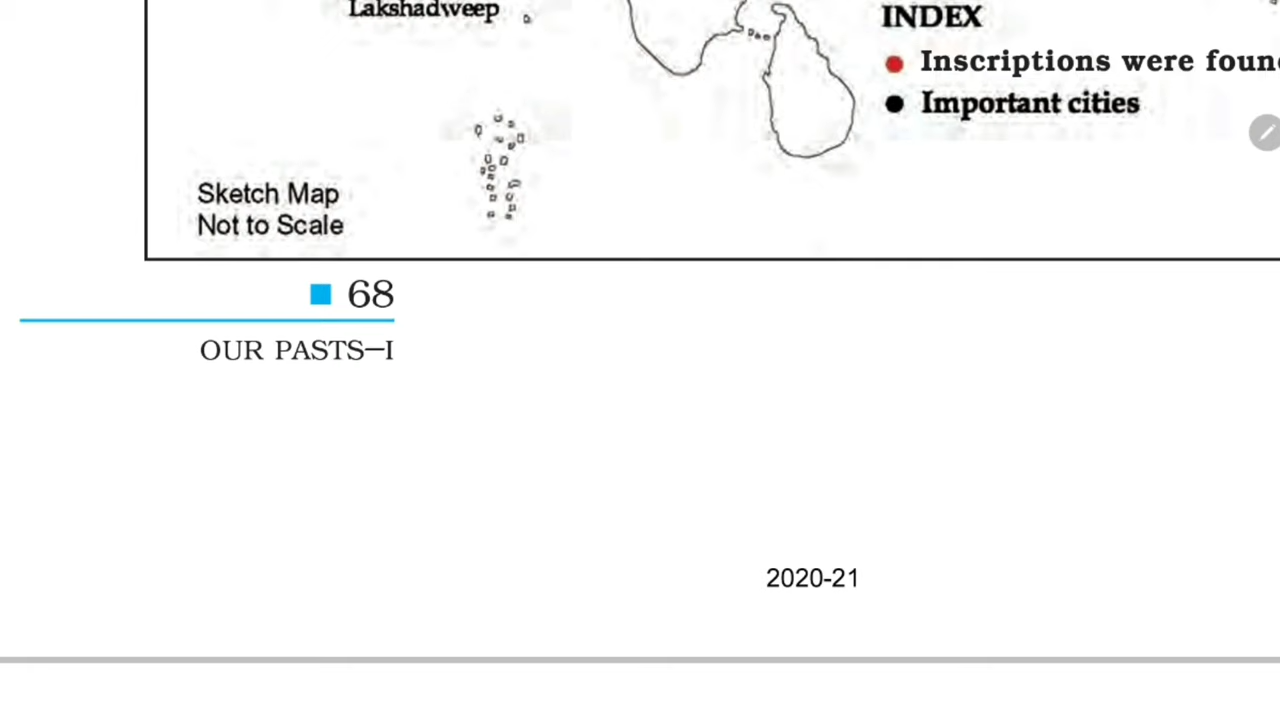 Lakshadweep
INDEX
Inscriptions were foun
Important cities
Sketch Map
Not to Scale
68
OUR PASTS–I
2020-21